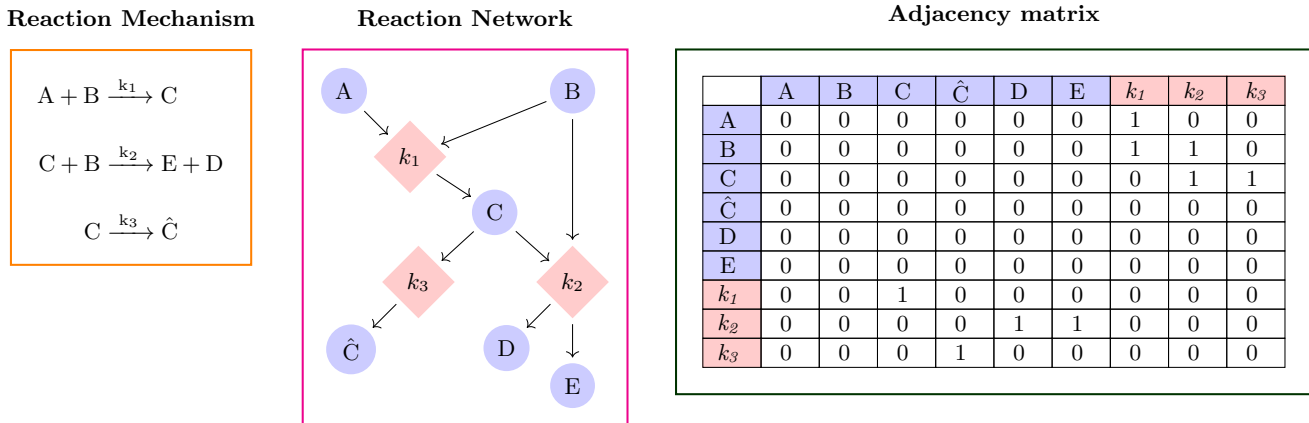 Reaction Mechanism
A + B k₁⟶ C
C + B k₂⟶ E + D
C k₃⟶ Ĉ
Reaction Network
A
B
k₁
C
k₃
k₂
Ĉ
D
E
Adjacency matrix
A B C Ĉ D E k₁ k₂ k₃
A 0 0 0 0 0 0 1 0 0
B 0 0 0 0 0 0 1 1 0
C 0 0 0 0 0 0 0 1 1
Ĉ 0 0 0 0 0 0 0 0 0
D 0 0 0 0 0 0 0 0 0
E 0 0 0 0 0 0 0 0 0
k₁ 0 0 1 0 0 0 0 0 0
k₂ 0 0 0 0 1 1 0 0 0
k₃ 0 0 0 1 0 0 0 0 0